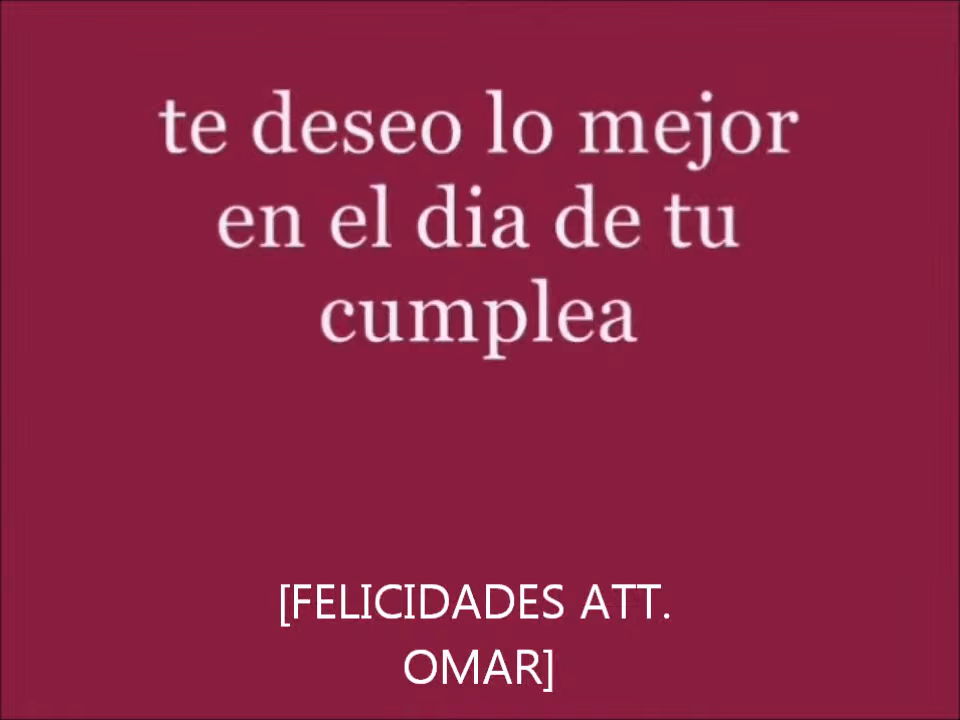 te deseo lo mejor
en el dia de tu
cumplea
[FELICIDADES ATT.
OMAR]